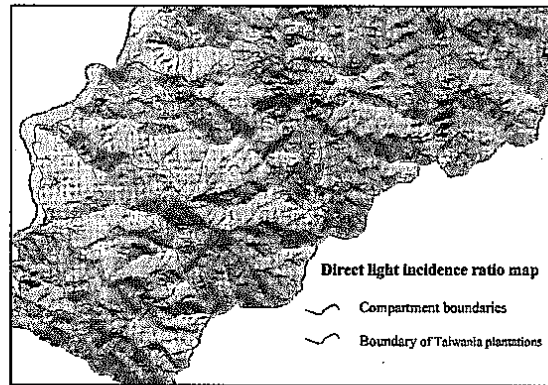 Direct light incidence ratio map
Compartment boundaries
Boundary of Taiwania plantations